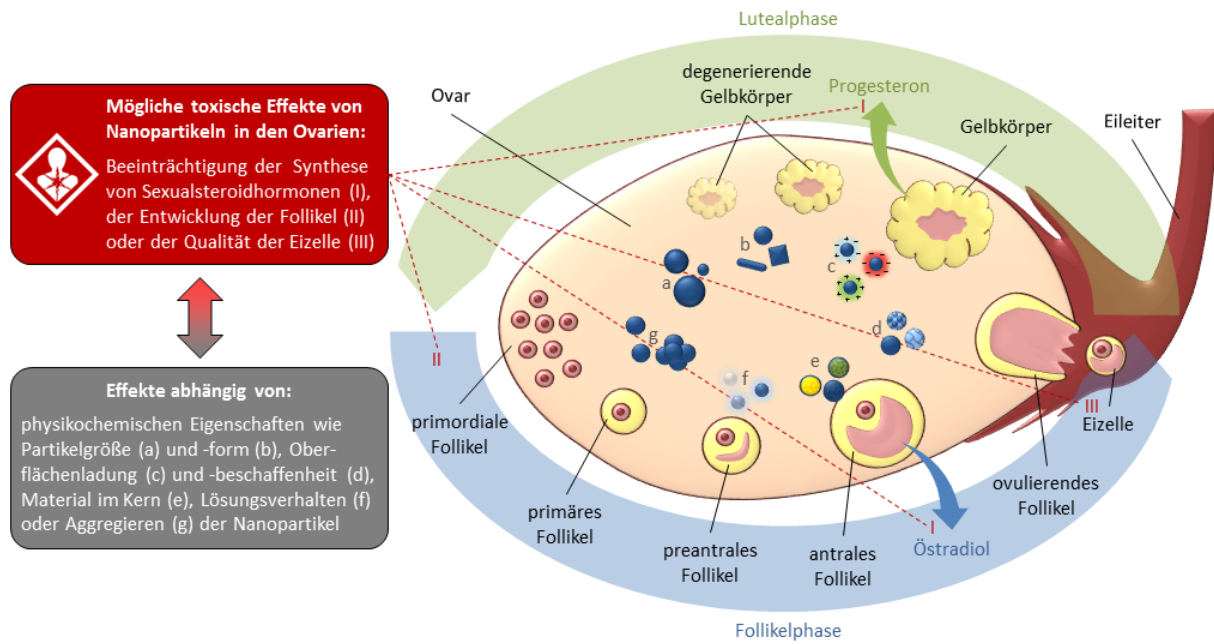 Lutealphase
Mögliche toxische Effekte von
Nanopartikeln in den Ovarien:
Beeinträchtigung der Synthese
von Sexualsteroidhormonen (I),
der Entwicklung der Follikel (II)
oder der Qualität der Eizelle (III)
Effekte abhängig von:
physikochemischen Eigenschaften wie
Partikelgröße (a) und -form (b), Ober-
flächenladung (c) und -beschaffenheit (d),
Material im Kern (e), Lösungsverhalten (f)
oder Aggregieren (g) der Nanopartikel
Ovar
degenerierende
Gelbkörper
Progesteron
I
Gelbkörper
Eileiter
a
b
c
d
e
f
g
II
III
I
primordiale
Follikel
primäres
Follikel
preantrales
Follikel
antrales
Follikel
Östradiol
ovulierendes
Follikel
Eizelle
Follikelphase